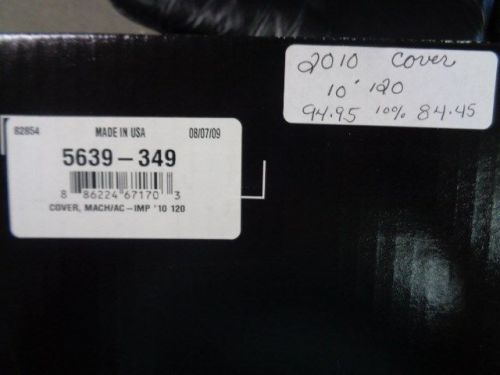 2010 Cover
10' 120
94.95 10% 84.45
82854 MADE IN USA 08/07/09
5639-349
8 86224 67170 3
COVER, MACH/AC-IMP '10 120